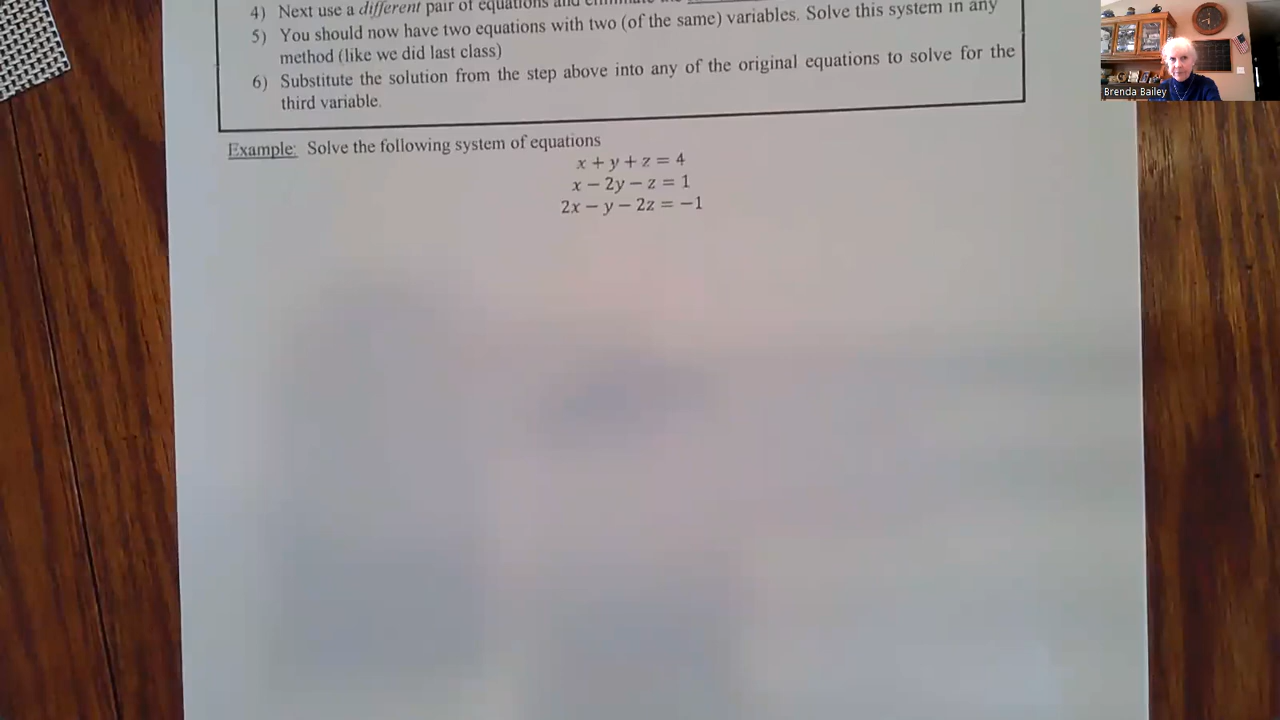 4) Next use a different pair of equations and eliminate the
5) You should now have two equations with two (of the same) variables. Solve this system in any
method (like we did last class)
6) Substitute the solution from the step above into any of the original equations to solve for the
third variable.
Example: Solve the following system of equations
x + y + z = 4
x − 2y − z = 1
2x − y − 2z = −1
Brenda Bailey